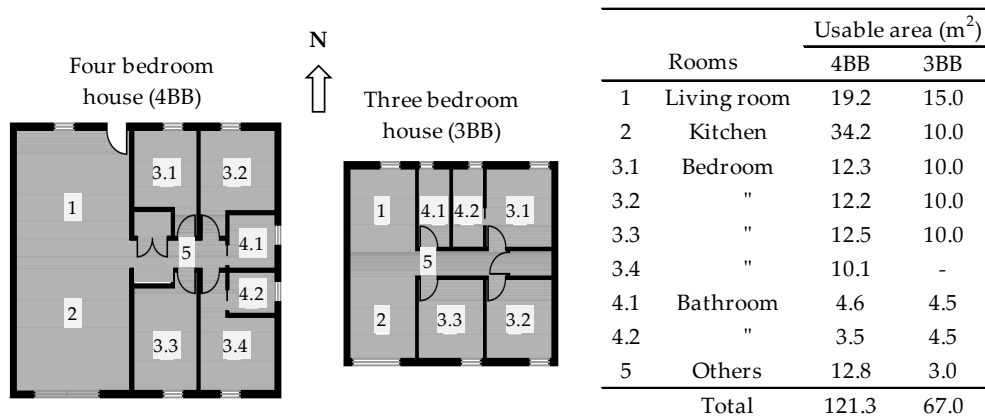 Four bedroom
house (4BB)
N
Three bedroom
house (3BB)
1
2
3.1
3.2
4.1
4.2
5
3.3
3.4
1
4.1
4.2
3.1
5
2
3.3
3.2
Usable area (m²)
Rooms 4BB 3BB
1 Living room 19.2 15.0
2 Kitchen 34.2 10.0
3.1 Bedroom 12.3 10.0
3.2 " 12.2 10.0
3.3 " 12.5 10.0
3.4 " 10.1 -
4.1 Bathroom 4.6 4.5
4.2 " 3.5 4.5
5 Others 12.8 3.0
Total 121.3 67.0